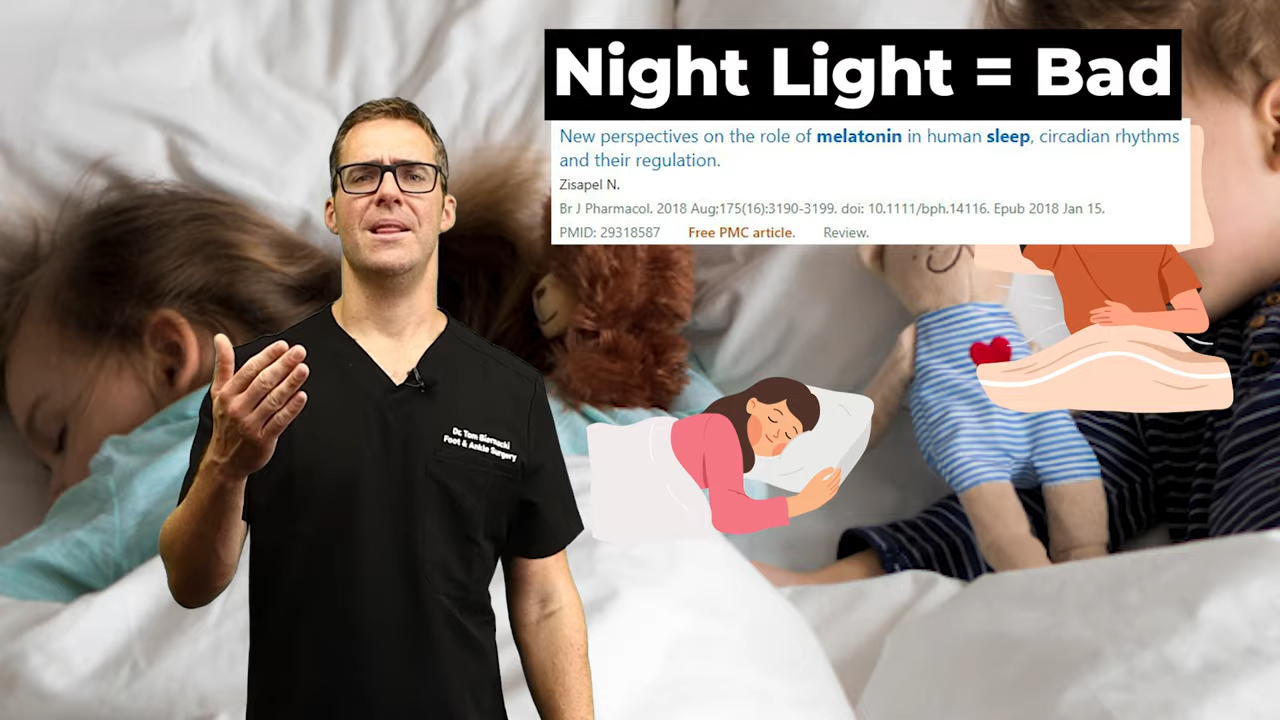 Night Light = Bad
New perspectives on the role of melatonin in human sleep, circadian rhythms
and their regulation.
Zisapel N.
Br J Pharmacol. 2018 Aug;175(16):3190-3199. doi: 10.1111/bph.14116. Epub 2018 Jan 15.
PMID: 29318587 Free PMC article. Review.
Dr. Tom Biernacki
Foot & Ankle Surgery